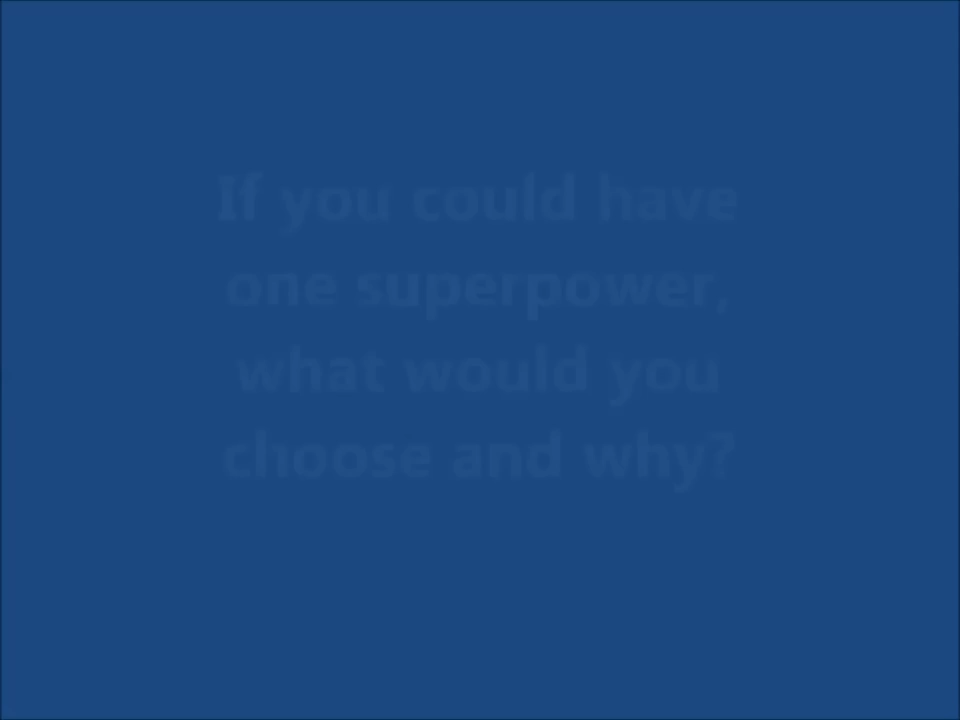 If you could have
one superpower,
what would you
choose and why?